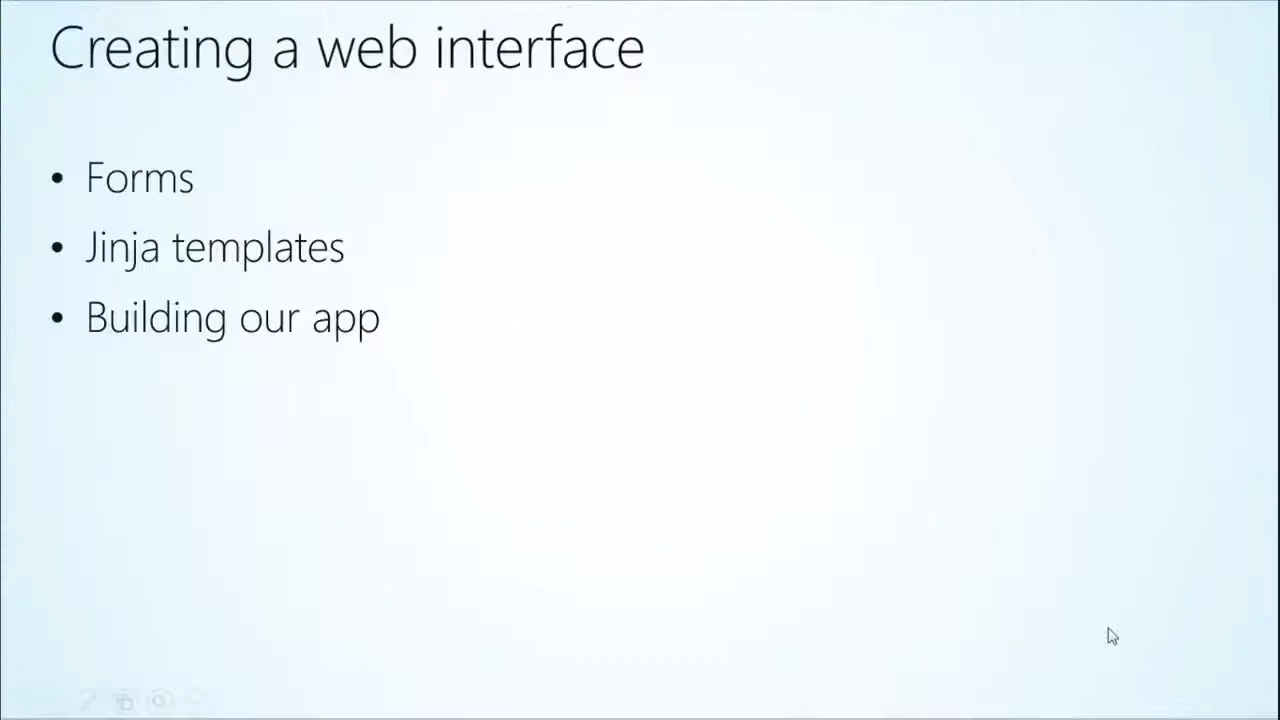 Creating a web interface
• Forms
• Jinja templates
• Building our app